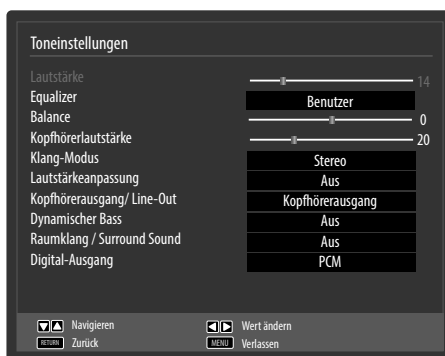 Toneinstellungen
Lautstärke 14
Equalizer Benutzer
Balance 0
Kopfhörerlautstärke 20
Klang-Modus Stereo
Lautstärkeanpassung Aus
Kopfhörerausgang/ Line-Out Kopfhörerausgang
Dynamischer Bass Aus
Raumklang / Surround Sound Aus
Digital-Ausgang PCM
Navigieren Wert ändern
RETURN Zurück MENU Verlassen